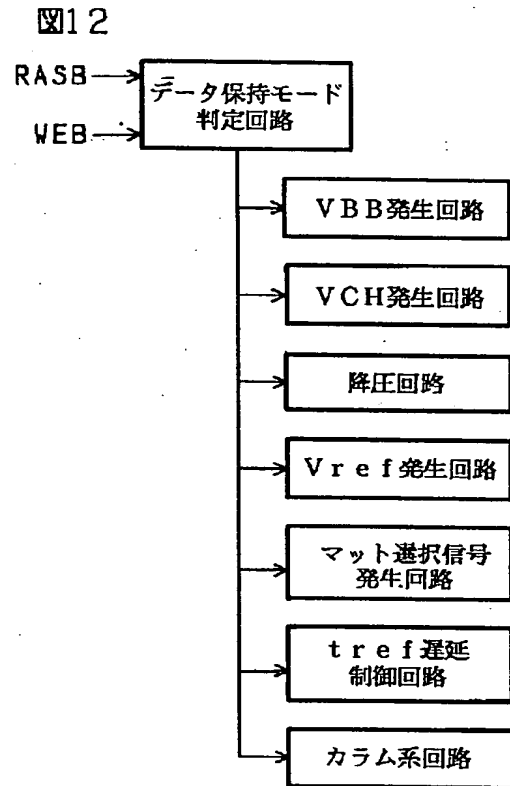 図12
RASB
データ保持モード
判定回路
WEB
VBB発生回路
VCH発生回路
降圧回路
Vref発生回路
マット選択信号
発生回路
tref遅延
制御回路
カラム系回路